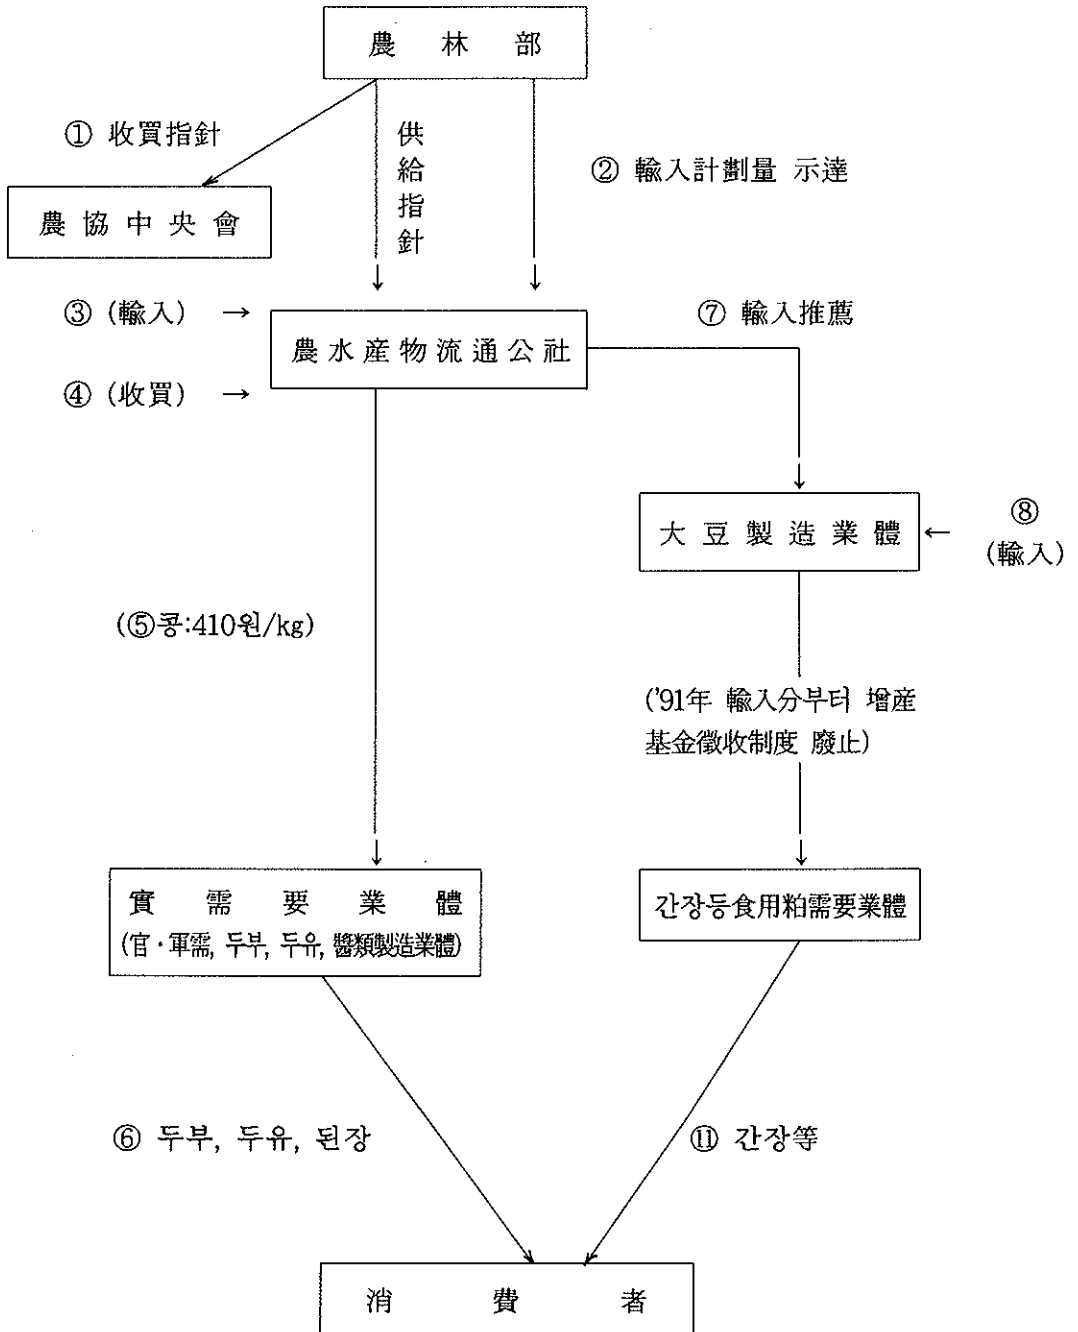 農林部
① 收買指針
供給指針
② 輸入計劃量 示達
農協中央會
③ (輸入) →
⑦ 輸入推薦
農水産物流通公社
④ (收買) →
大豆製造業體
← ⑧
(輸入)
(⑤콩:410원/kg)
('91年 輸入分부터 增産
基金徵收制度 廢止)
實需要業體
(官·軍需, 두부, 두유, 醬類製造業體)
간장등食用粕需要業體
⑥ 두부, 두유, 된장
⑪ 간장等
消費者